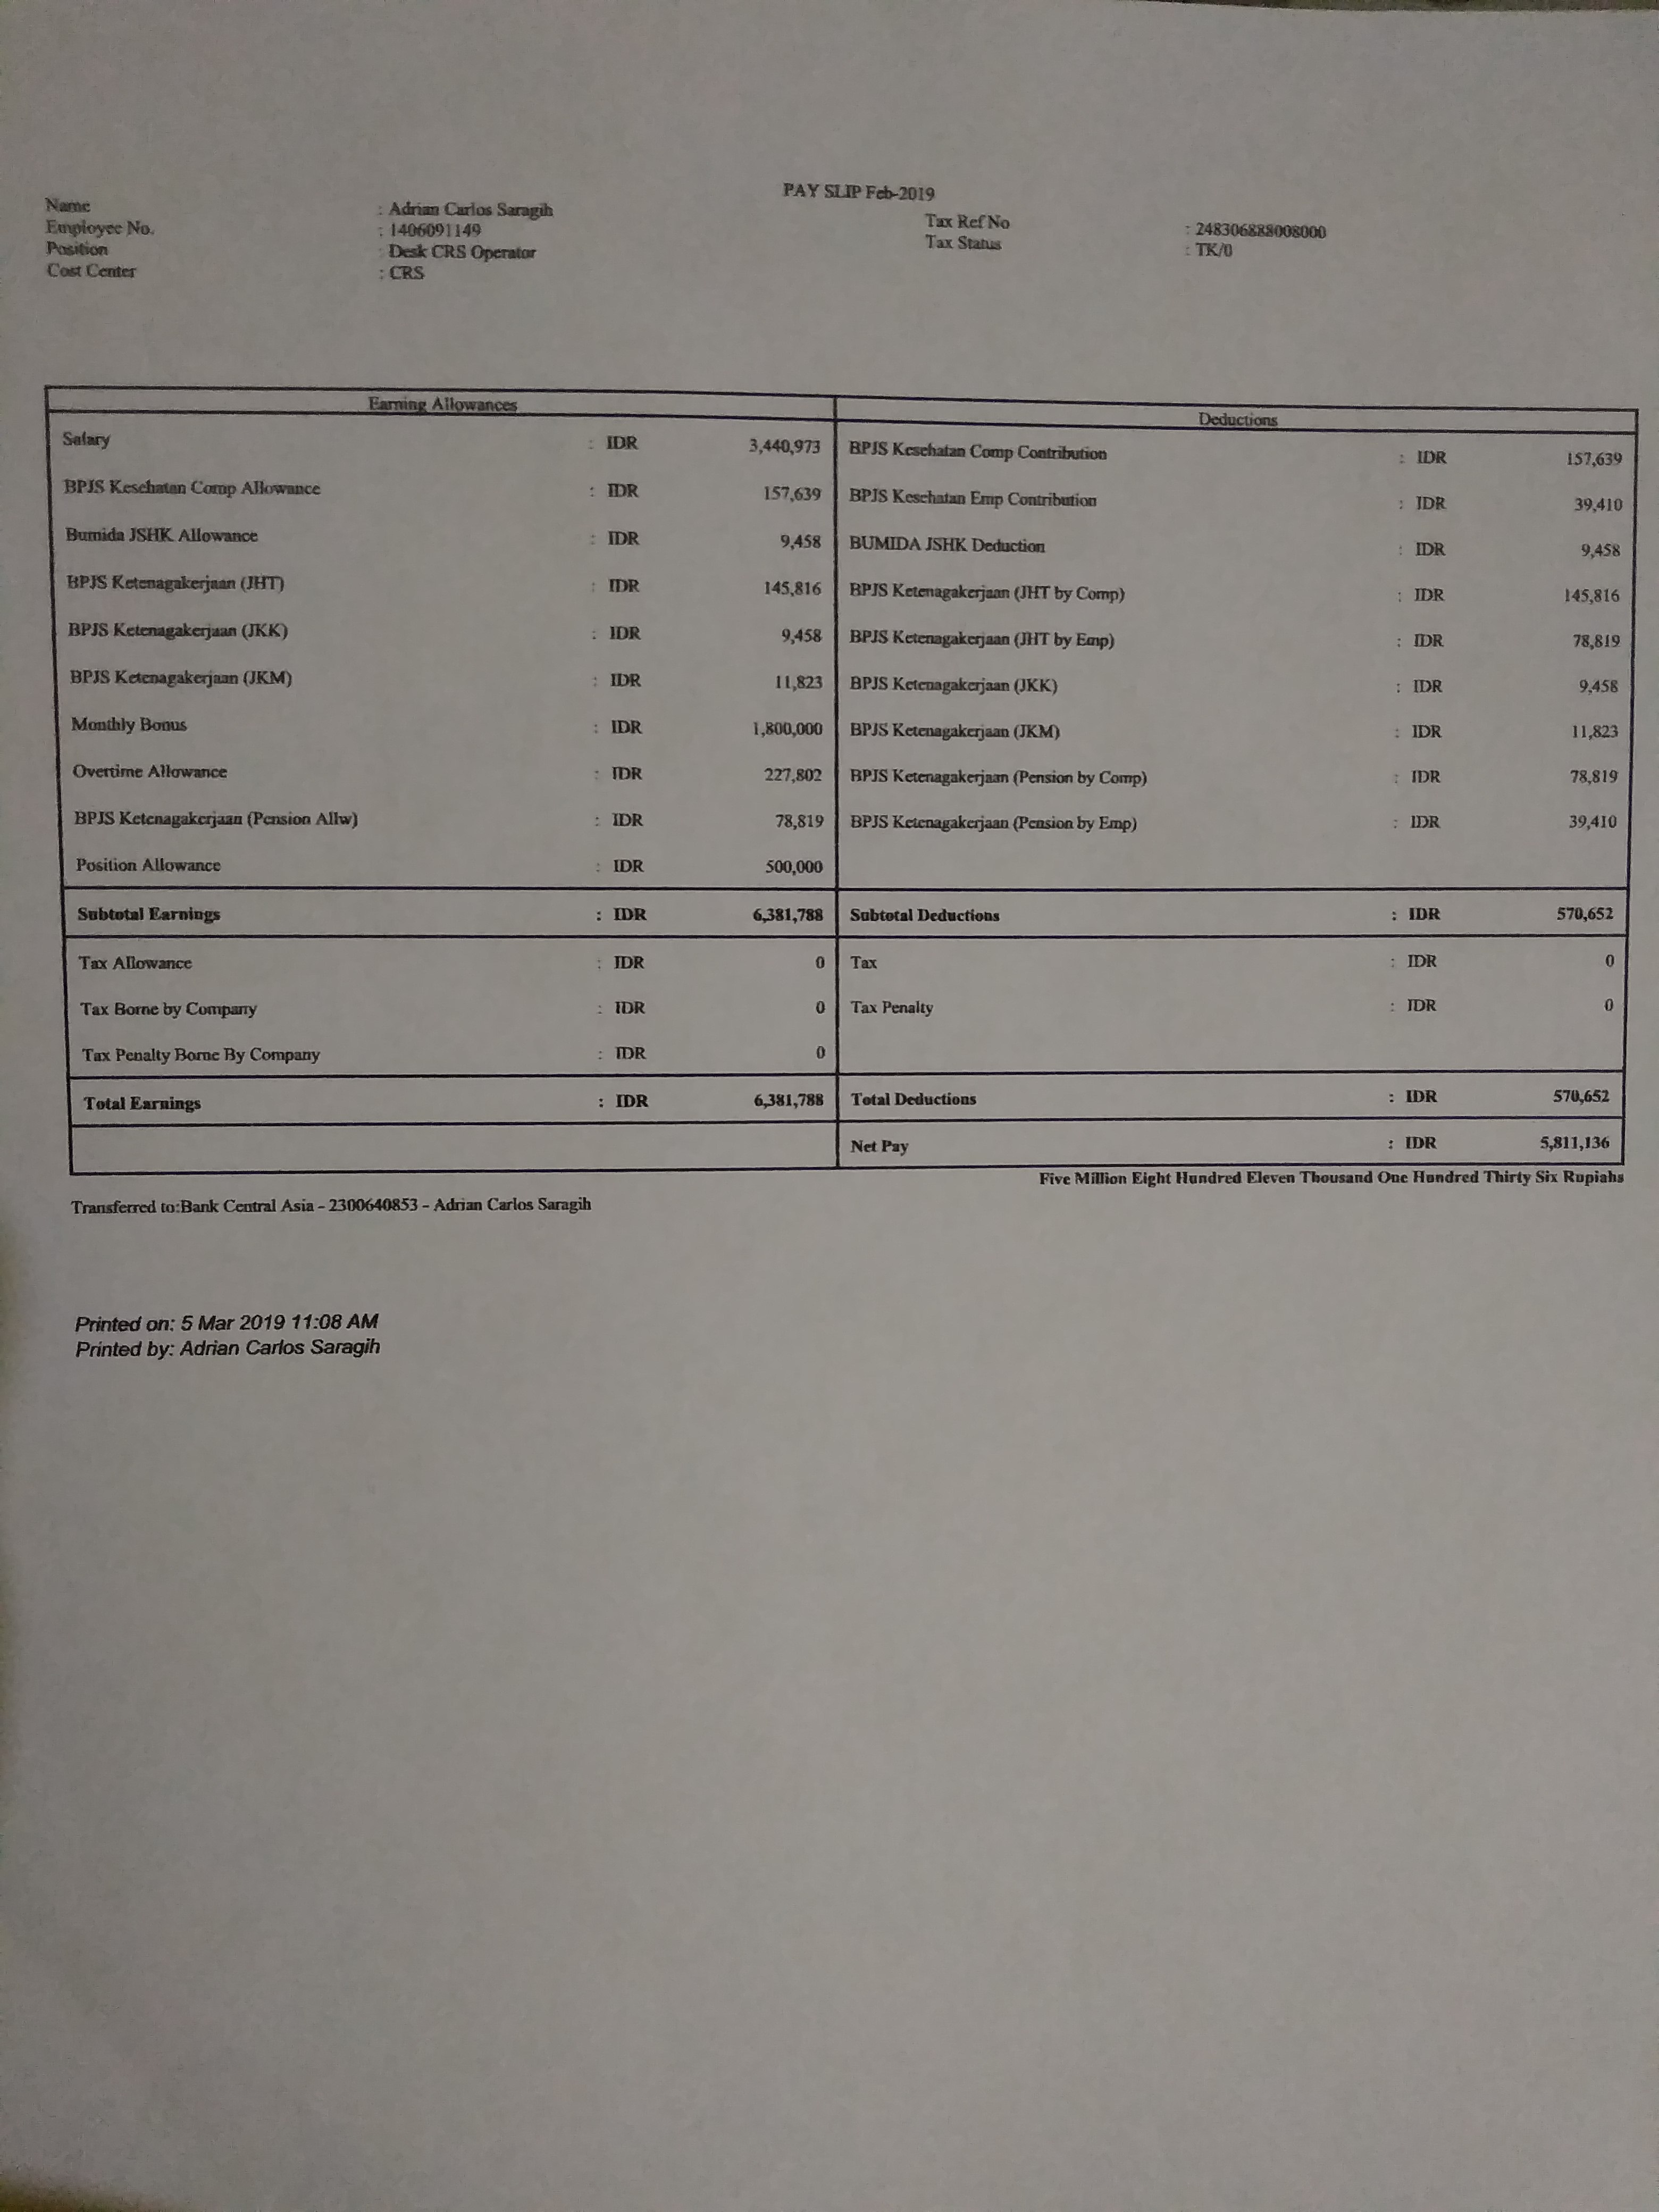 PAY SLIP Feb-2019
Name : Adrian Carlos Saragih Tax Ref No : 248306888008000
Employee No. : 1406091149 Tax Status : TK/0
Position : Desk CRS Operator
Cost Center : CRS
Earning Allowances Deductions
Salary : IDR 3,440,973 BPJS Kesehatan Comp Contribution : IDR 157,639
BPJS Kesehatan Comp Allowance : IDR 157,639 BPJS Kesehatan Emp Contribution : IDR 39,410
Bumida JSHK Allowance : IDR 9,458 BUMIDA JSHK Deduction : IDR 9,458
BPJS Ketenagakerjaan (JHT) : IDR 145,816 BPJS Ketenagakerjaan (JHT by Comp) : IDR 145,816
BPJS Ketenagakerjaan (JKK) : IDR 9,458 BPJS Ketenagakerjaan (JHT by Emp) : IDR 78,819
BPJS Ketenagakerjaan (JKM) : IDR 11,823 BPJS Ketenagakerjaan (JKK) : IDR 9,458
Monthly Bonus : IDR 1,800,000 BPJS Ketenagakerjaan (JKM) : IDR 11,823
Overtime Allowance : IDR 227,802 BPJS Ketenagakerjaan (Pension by Comp) : IDR 78,819
BPJS Ketenagakerjaan (Pension Allw) : IDR 78,819 BPJS Ketenagakerjaan (Pension by Emp) : IDR 39,410
Position Allowance : IDR 500,000
Subtotal Earnings : IDR 6,381,788 Subtotal Deductions : IDR 570,652
Tax Allowance : IDR 0 Tax : IDR 0
Tax Borne by Company : IDR 0 Tax Penalty : IDR 0
Tax Penalty Borne By Company : IDR 0
Total Earnings : IDR 6,381,788 Total Deductions : IDR 570,652
Net Pay : IDR 5,811,136
Five Million Eight Hundred Eleven Thousand One Hundred Thirty Six Rupiahs
Transferred to:Bank Central Asia - 2300640853 - Adrian Carlos Saragih
Printed on: 5 Mar 2019 11:08 AM
Printed by: Adrian Carlos Saragih